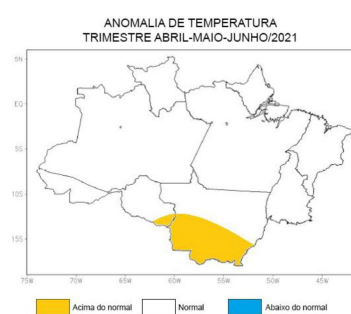 ANOMALIA DE TEMPERATURA
TRIMESTRE ABRIL-MAIO-JUNHO/2021
5N
EQ
5S
10S
15S
75W 70W 65W 60W 55W 50W 45W
Acima do normal Normal Abaixo do normal